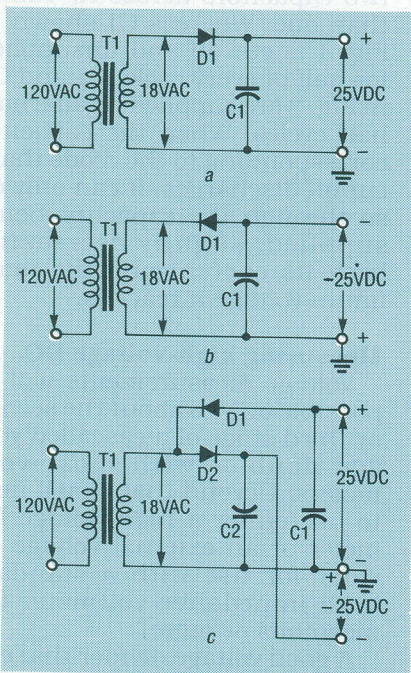 T1
D1
+
120VAC
18VAC
C1
25VDC
−
a
T1
D1
−
120VAC
18VAC
C1
−25VDC
+
b
D1
+
T1
D2
120VAC
18VAC
C2
C1
25VDC
−
+
−25VDC
−
c